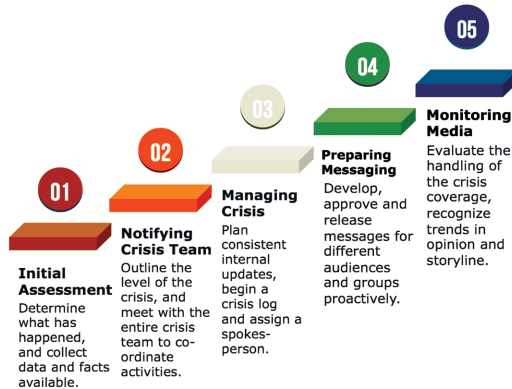 01
Initial
Assessment
Determine
what has
happened,
and collect
data and facts
available.
02
Notifying
Crisis Team
Outline the
level of the
crisis, and
meet with the
entire crisis
team to co-
ordinate
activities.
03
Managing
Crisis
Plan
consistent
internal
updates,
begin a
crisis log
and assign a
spokes-
person.
04
Preparing
Messaging
Develop,
approve and
release
messages for
different
audiences
and groups
proactively.
05
Monitoring
Media
Evaluate the
handling of
the crisis
coverage,
recognize
trends in
opinion and
storyline.